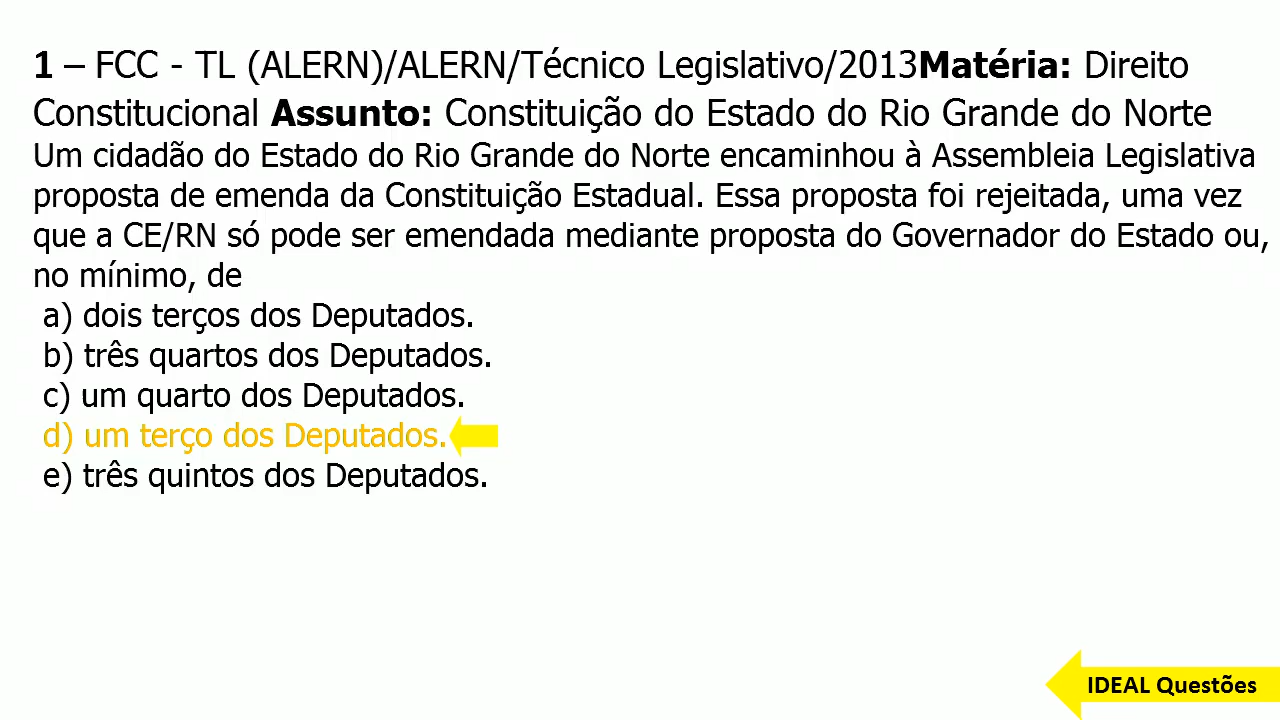 1 – FCC - TL (ALERN)/ALERN/Técnico Legislativo/2013Matéria: Direito
Constitucional Assunto: Constituição do Estado do Rio Grande do Norte
Um cidadão do Estado do Rio Grande do Norte encaminhou à Assembleia Legislativa
proposta de emenda da Constituição Estadual. Essa proposta foi rejeitada, uma vez
que a CE/RN só pode ser emendada mediante proposta do Governador do Estado ou,
no mínimo, de
a) dois terços dos Deputados.
b) três quartos dos Deputados.
c) um quarto dos Deputados.
d) um terço dos Deputados.
e) três quintos dos Deputados.
IDEAL Questões